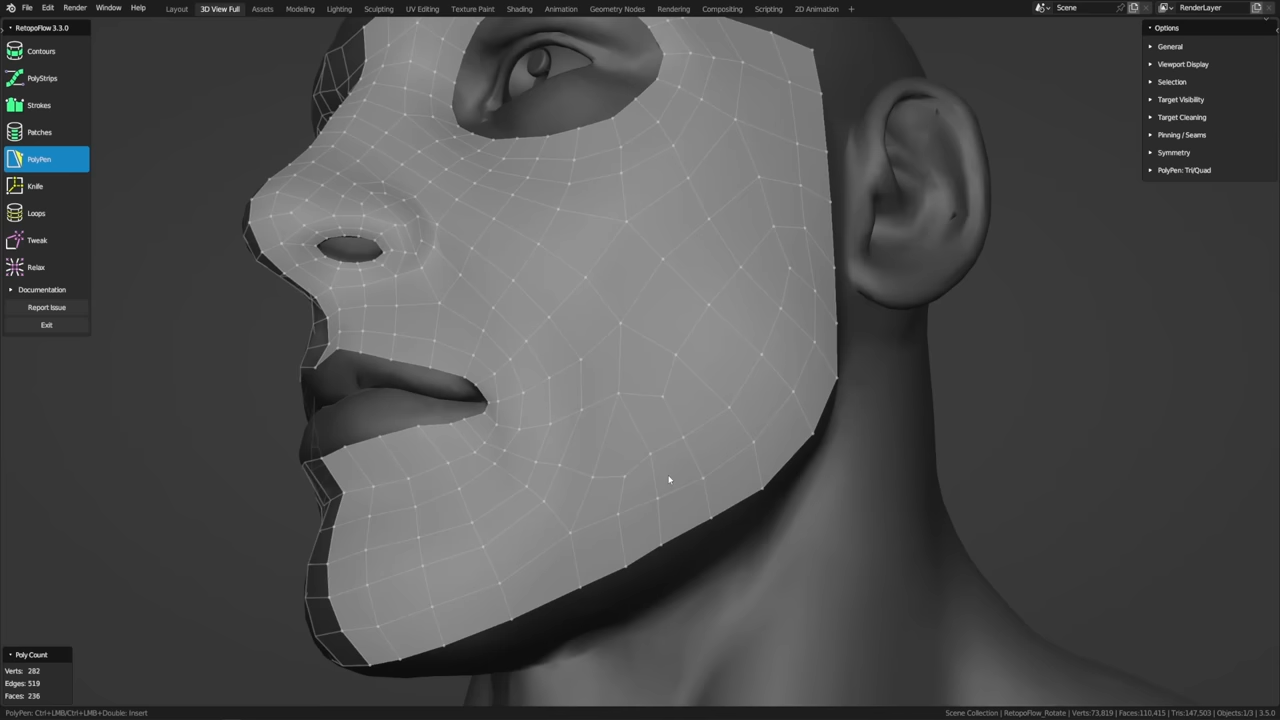 File Edit Render Window Help
Layout 3D View Full Assets Modeling Lighting Sculpting UV Editing Texture Paint Shading Animation Geometry Nodes Rendering Compositing Scripting 2D Animation +
Scene
RenderLayer
RetopoFlow 3.3.0
Contours
PolyStrips
Strokes
Patches
PolyPen
Knife
Loops
Tweak
Relax
Documentation
Report Issue
Exit
Options
General
Viewport Display
Selection
Target Visibility
Target Cleaning
Pinning / Seams
Symmetry
PolyPen: Tri/Quad
Poly Count
Verts: 282
Edges: 519
Faces: 236
PolyPen: Ctrl+LMB/Ctrl+LMB+Double: Insert
Scene Collection | RetopoFlow_Rotate | Verts:73,819 | Faces:110,415 | Tris:147,503 | Objects:1/3 | 3.5.0